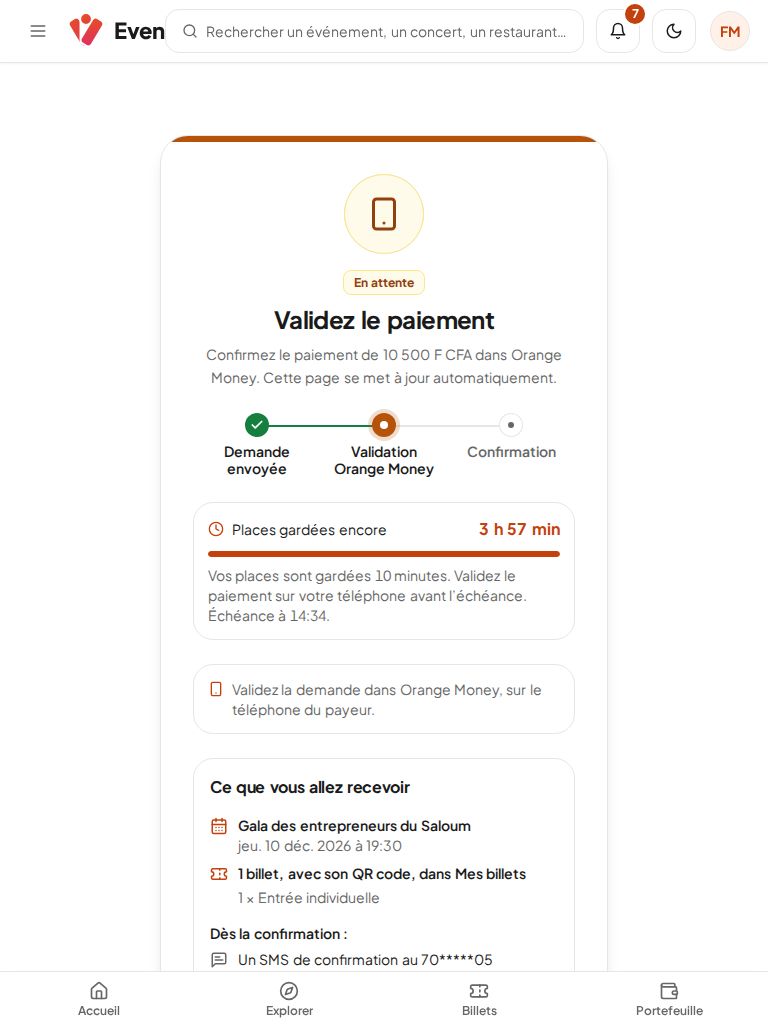 Even
Rechercher un événement, un concert, un restaurant...
7
FM
En attente
Validez le paiement
Confirmez le paiement de 10 500 F CFA dans Orange
Money. Cette page se met à jour automatiquement.
Demande
envoyée
Validation
Orange Money
Confirmation
Places gardées encore
3 h 57 min
Vos places sont gardées 10 minutes. Validez le
paiement sur votre téléphone avant l'échéance.
Échéance à 14:34.
Validez la demande dans Orange Money, sur le
téléphone du payeur.
Ce que vous allez recevoir
Gala des entrepreneurs du Saloum
jeu. 10 déc. 2026 à 19:30
1 billet, avec son QR code, dans Mes billets
1 × Entrée individuelle
Dès la confirmation :
Un SMS de confirmation au 70*****05
Accueil
Explorer
Billets
Portefeuille